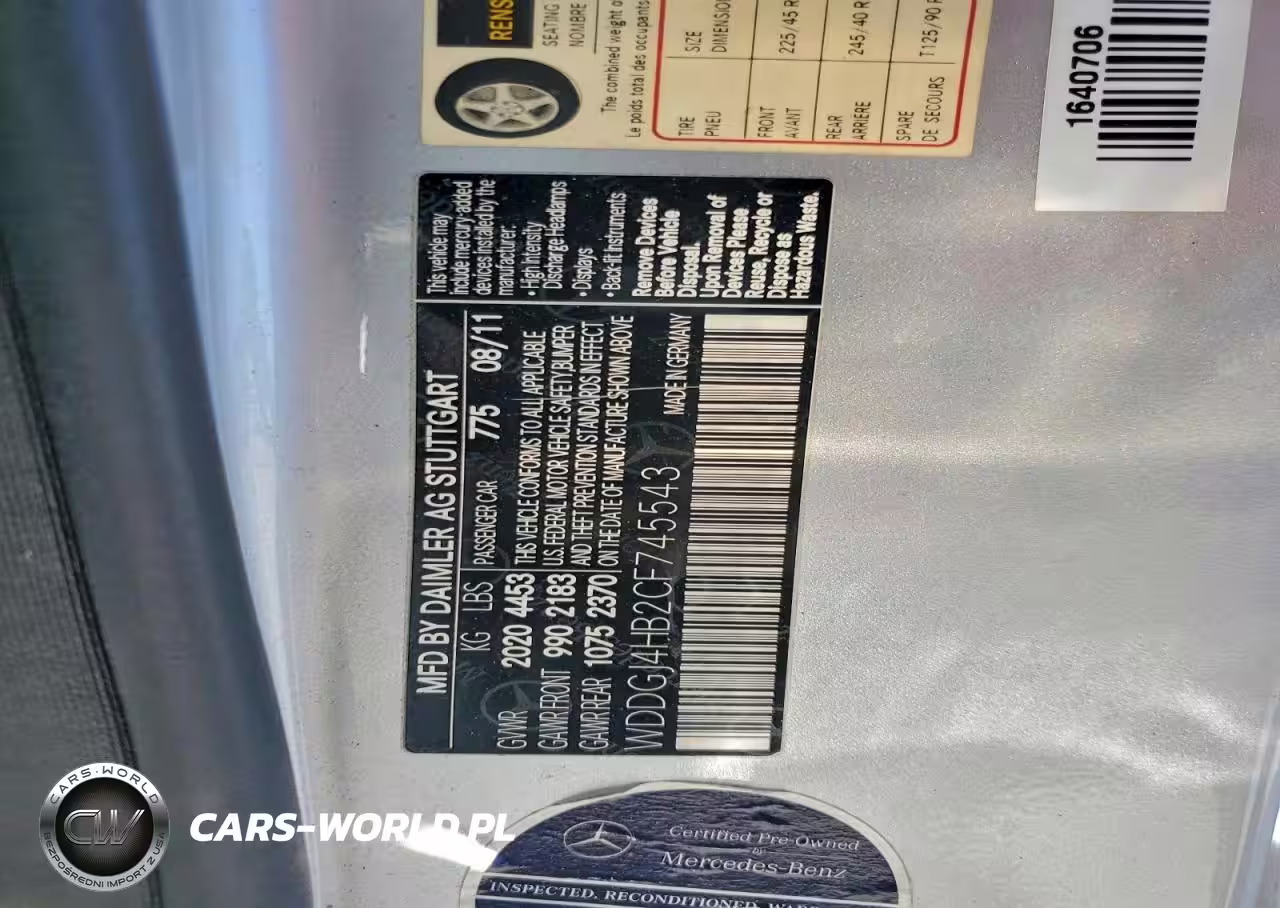 MFD BY DAIMLER AG STUTTGART
KG LBS
GVWR 2020 4453
GAWR FRONT 990 2183
GAWR REAR 1075 2370
PASSENGER CAR 775 08/11
THIS VEHICLE CONFORMS TO ALL APPLICABLE
U.S. FEDERAL MOTOR VEHICLE SAFETY,BUMPER
AND THEFT PREVENTION STANDARDS IN EFFECT
ON THE DATE OF MANUFACTURE SHOWN ABOVE
WDDGJ4HB2CF745543
MADE IN GERMANY
This vehicle may
include mercury-added
devices installed by the
manufacturer:
• High Intensity
Discharge Headlamps
• Displays
• Back-lit Instruments
Remove Devices
Before Vehicle
Disposal.
Upon Removal of
Devices Please
Reuse, Recycle or
Dispose as
Hazardous Waste.
RENS
SEATING
NOMBRE
The combined weight o
Le poids total des occupants
TIRE SIZE
PNEU DIMENSION
FRONT
AVANT 225/45 R
REAR
ARRIERE 245/40 R
SPARE
DE SECOURS T125/90 R
1640706
Certified Pre-Owned
by
Mercedes-Benz
INSPECTED. RECONDITIONED.
CARS-WORLD
CW
BEZPOŚREDNI IMPORT Z USA
CARS-WORLD.PL